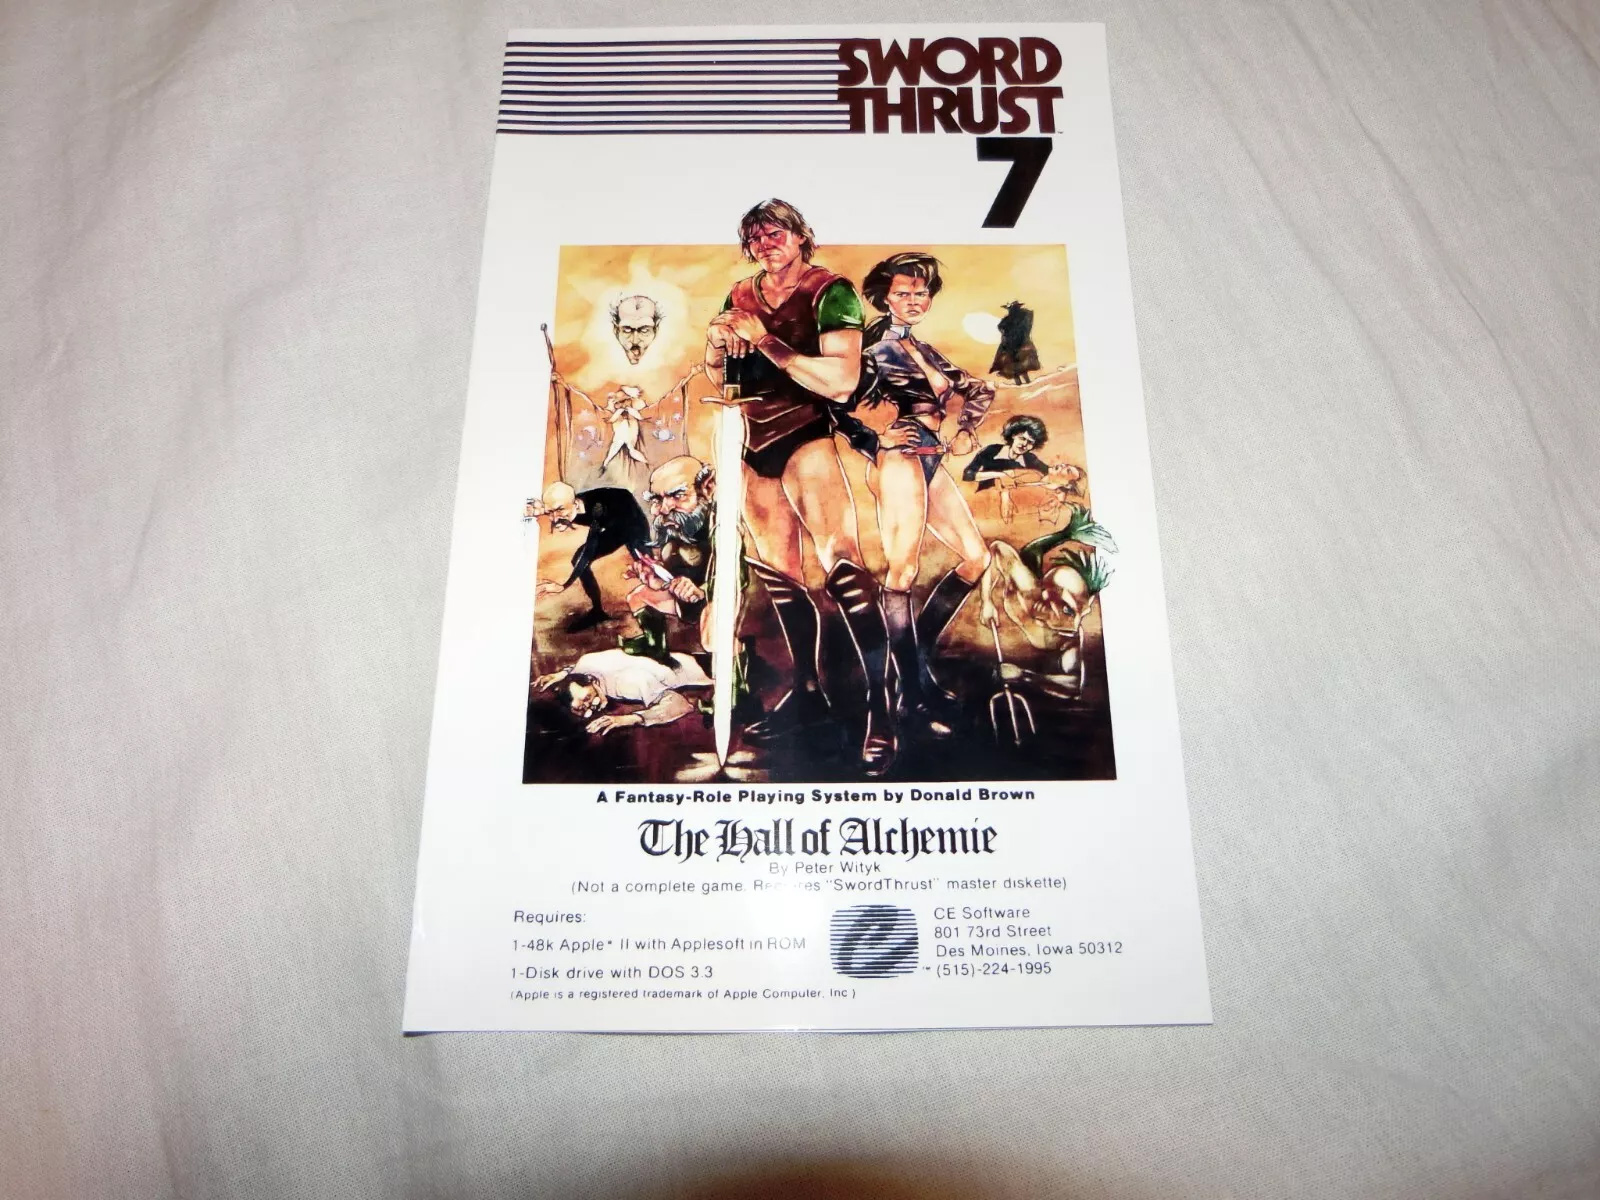 SWORD
THRUST™
7
A Fantasy-Role Playing System by Donald Brown
The Hall of Alchemie
By Peter Wityk
(Not a complete game. Requires "SwordThrust" master diskette)
Requires:
1-48k Apple* II with Applesoft in ROM
1-Disk drive with DOS 3.3
(Apple is a registered trademark of Apple Computer, Inc.)
CE Software
801 73rd Street
Des Moines, Iowa 50312
™ (515)-224-1995